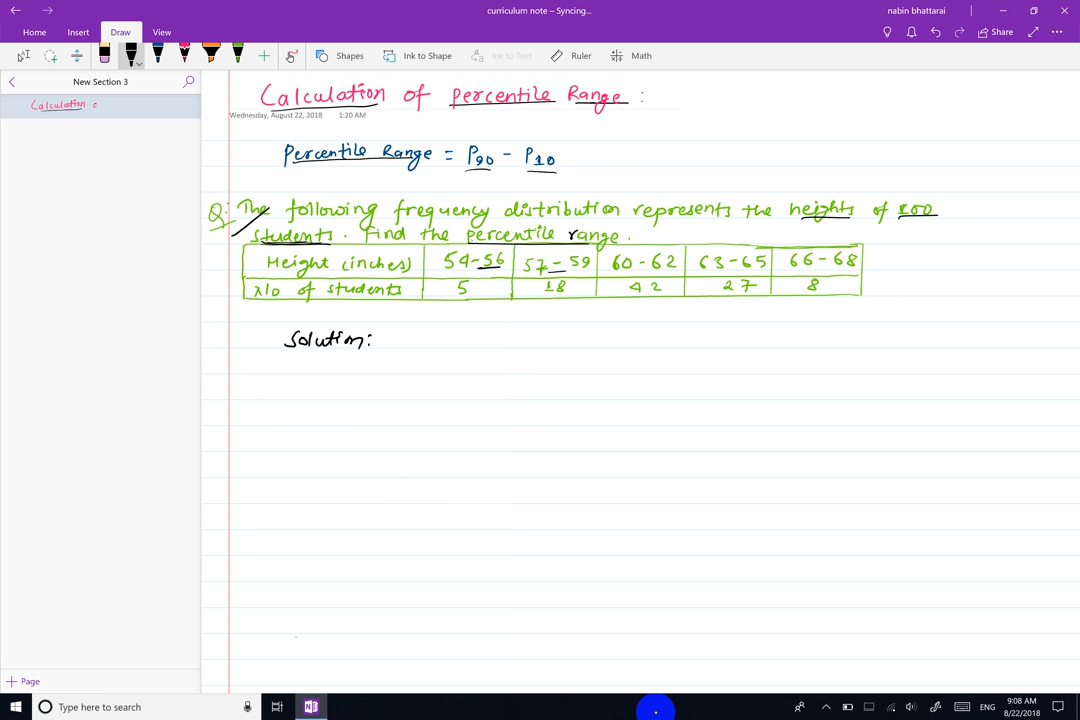 curriculum note – Syncing...
nabin bhattarai
Home Insert Draw View
Share
Shapes Ink to Shape Ink to Text Ruler Math
New Section 3
Calculation o
Calculation of percentile Range :
Wednesday, August 22, 2018 1:20 AM
Percentile Range = P90 - P10
Q: The following frequency distribution represents the heights of 100
students. Find the percentile range.
Height (inches) 54-56 57-59 60-62 63-65 66-68
No of students 5 18 42 27 8
Solution:
+ Page
Type here to search
ENG
9:08 AM
8/22/2018